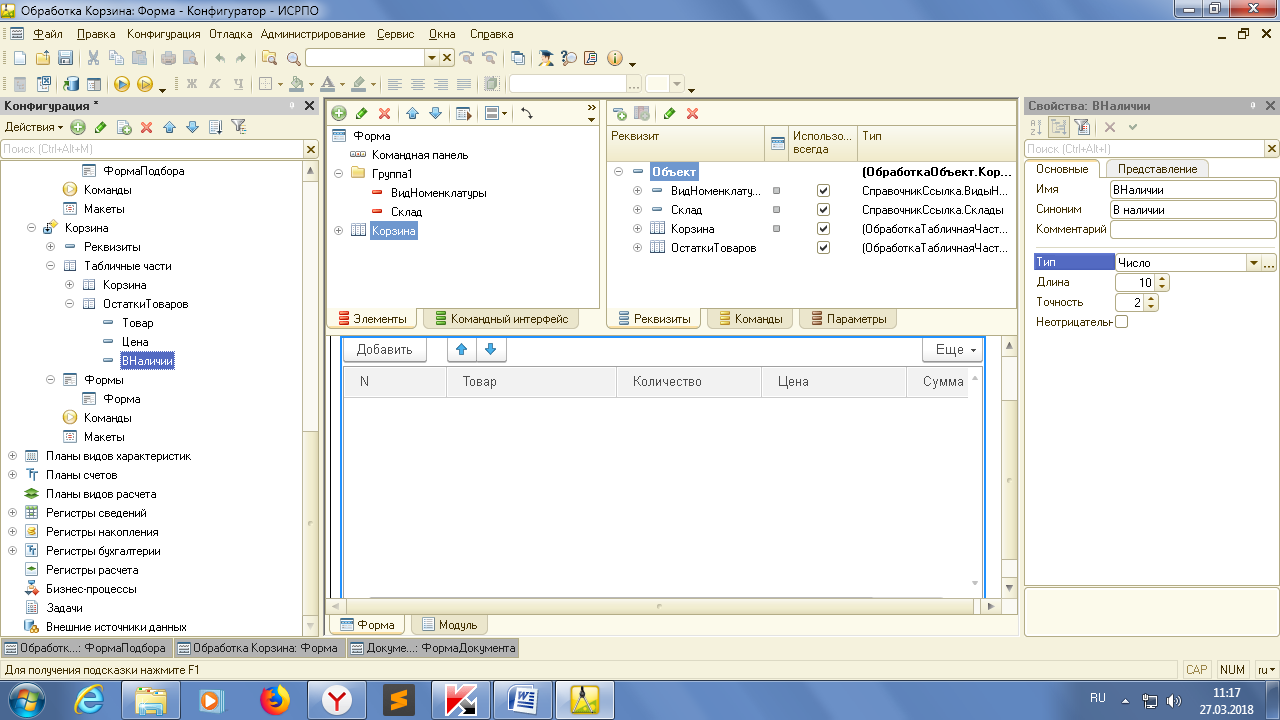 Обработка Корзина: Форма - Конфигуратор - ИСРПО
Файл Правка Конфигурация Отладка Администрирование Сервис Окна Справка
Ж К Ч А
Конфигурация *
Действия
Поиск (Ctrl+Alt+M)
ФормаПодбора
Команды
Макеты
Корзина
Реквизиты
Табличные части
Корзина
ОстаткиТоваров
Товар
Цена
ВНаличии
Формы
Форма
Команды
Макеты
Планы видов характеристик
Планы счетов
Планы видов расчета
Регистры сведений
Регистры накопления
Регистры бухгалтерии
Регистры расчета
Бизнес-процессы
Задачи
Внешние источники данных
Форма
Командная панель
Группа1
ВидНоменклатуры
Склад
Корзина
Элементы Командный интерфейс
Реквизит Использо... всегда Тип
Объект (ОбработкаОбъект.Кор...
ВидНоменклату... СправочникСсылка.ВидыН...
Склад СправочникСсылка.Склады
Корзина (ОбработкаТабличнаяЧаст...
ОстаткиТоваров (ОбработкаТабличнаяЧаст...
Реквизиты Команды Параметры
Добавить Еще
N Товар Количество Цена Сумма
Форма Модуль
Свойства: ВНаличии
Поиск (Ctrl+Alt+I)
Основные Представление
Имя ВНаличии
Синоним В наличии
Комментарий
Тип Число
Длина 10
Точность 2
Неотрицательн
Обработк...: ФормаПодбора Обработка Корзина: Форма Докуме...: ФормаДокумента
Для получения подсказки нажмите F1 CAP NUM ru
RU 11:17
27.03.2018